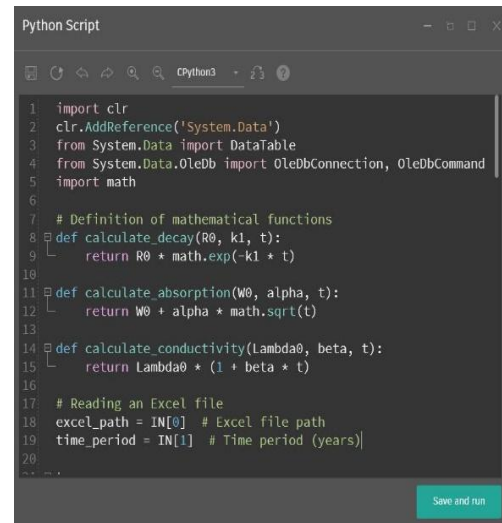 Python Script
CPython3
1 import clr
2 clr.AddReference('System.Data')
3 from System.Data import DataTable
4 from System.Data.OleDb import OleDbConnection, OleDbCommand
5 import math
6
7 # Definition of mathematical functions
8 def calculate_decay(R0, k1, t):
9 return R0 * math.exp(-k1 * t)
10
11 def calculate_absorption(W0, alpha, t):
12 return W0 + alpha * math.sqrt(t)
13
14 def calculate_conductivity(Lambda0, beta, t):
15 return Lambda0 * (1 + beta * t)
16
17 # Reading an Excel file
18 excel_path = IN[0] # Excel file path
19 time_period = IN[1] # Time period (years)
20
Save and run